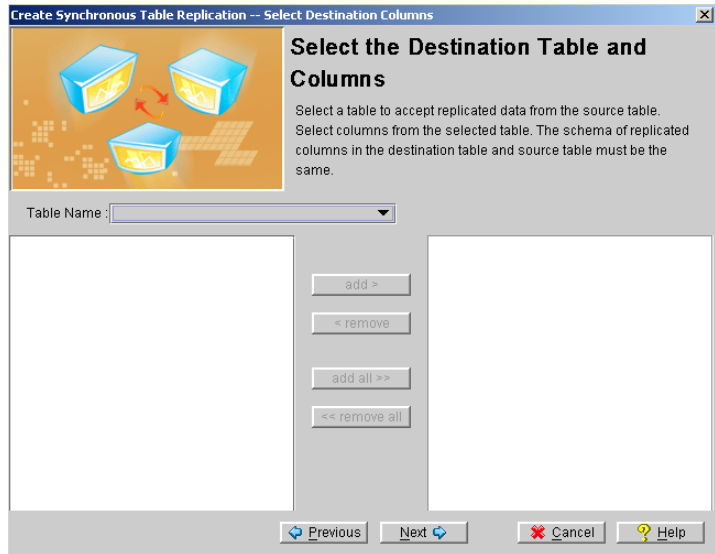 Create Synchronous Table Replication -- Select Destination Columns
Select the Destination Table and
Columns
Select a table to accept replicated data from the source table.
Select columns from the selected table. The schema of replicated
columns in the destination table and source table must be the
same.
Table Name :
add >
< remove
add all >>
<< remove all
Previous
Next
Cancel
Help